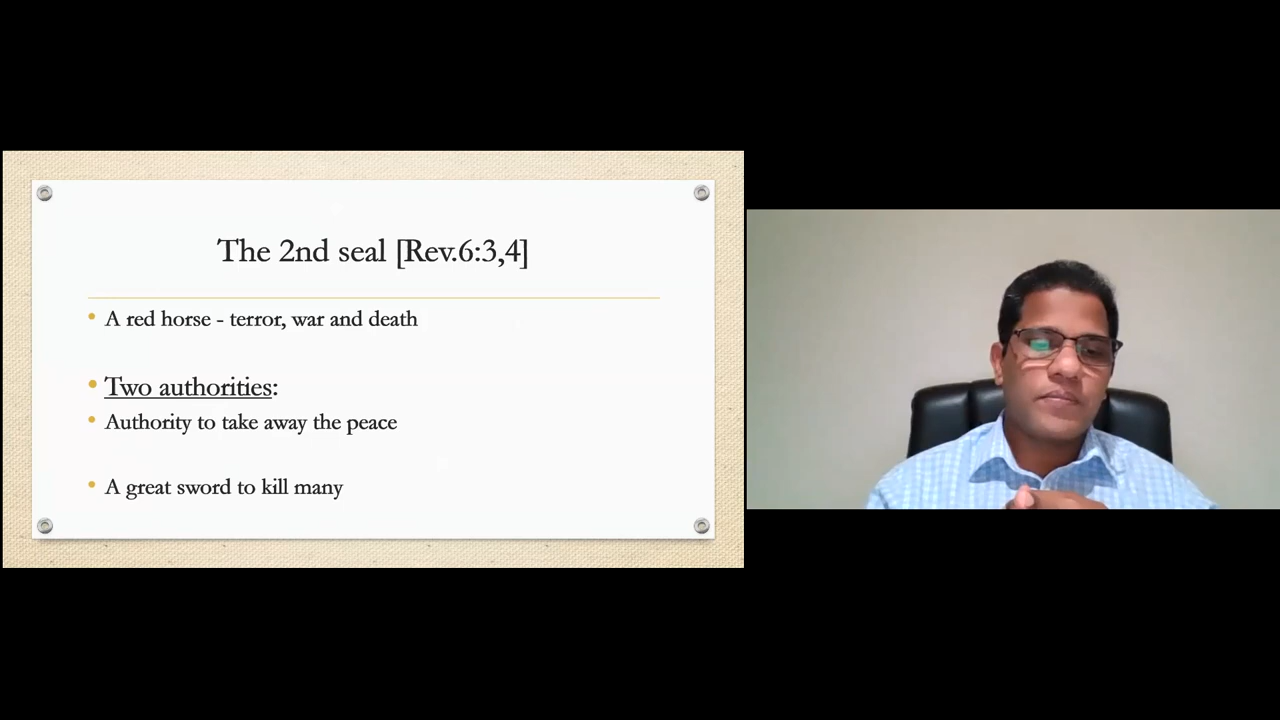 The 2nd seal [Rev.6:3,4]
• A red horse - terror, war and death
• Two authorities:
• Authority to take away the peace
• A great sword to kill many